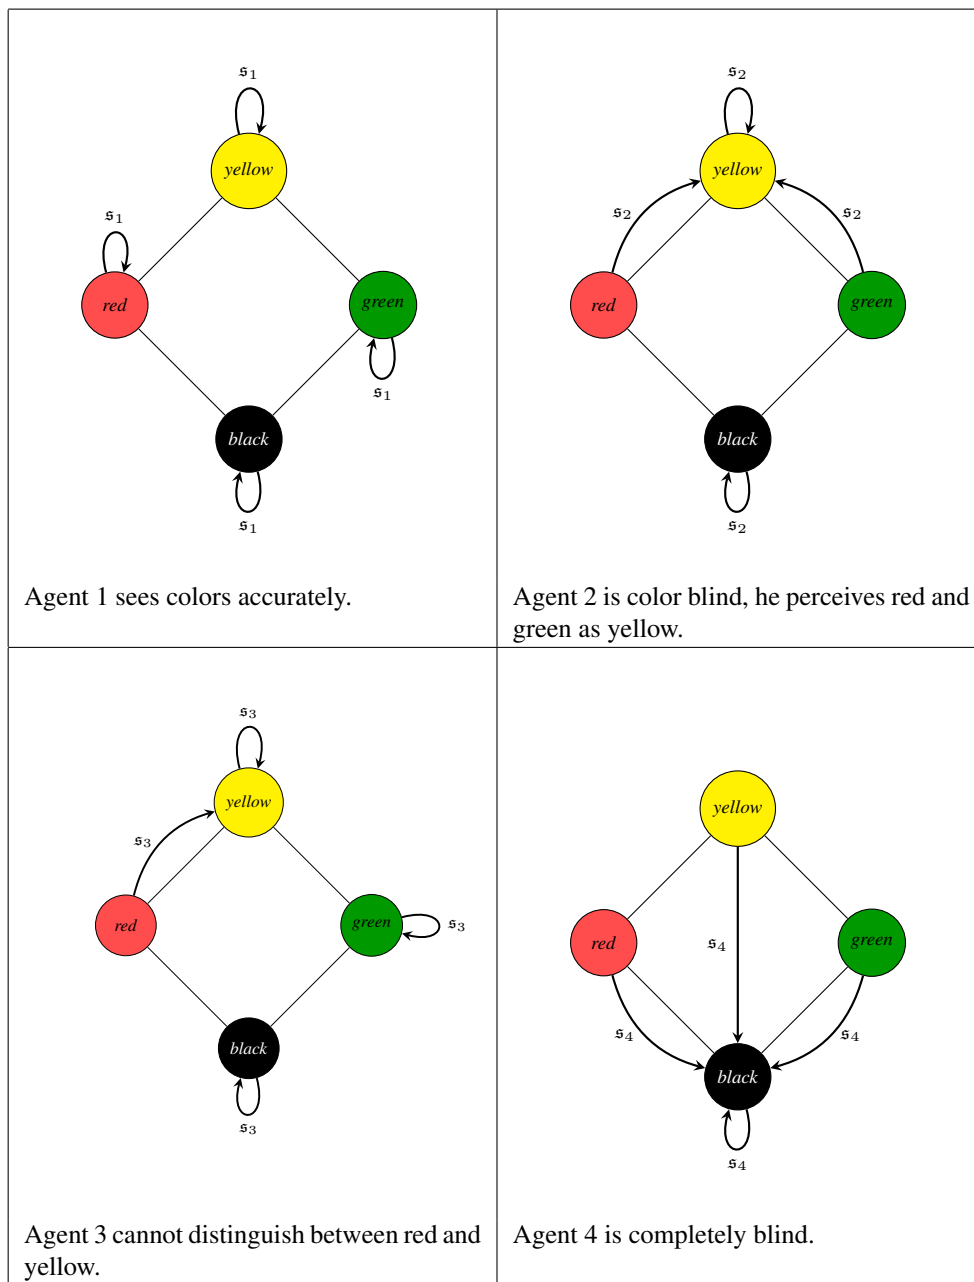 𝔰₁
yellow
𝔰₁
red
green
𝔰₁
black
𝔰₁
Agent 1 sees colors accurately.
𝔰₂
yellow
𝔰₂
𝔰₂
red
green
black
𝔰₂
Agent 2 is color blind, he perceives red and
green as yellow.
𝔰₃
yellow
𝔰₃
red
green
𝔰₃
black
𝔰₃
Agent 3 cannot distinguish between red and
yellow.
yellow
red
𝔰₄
green
𝔰₄
𝔰₄
black
𝔰₄
Agent 4 is completely blind.